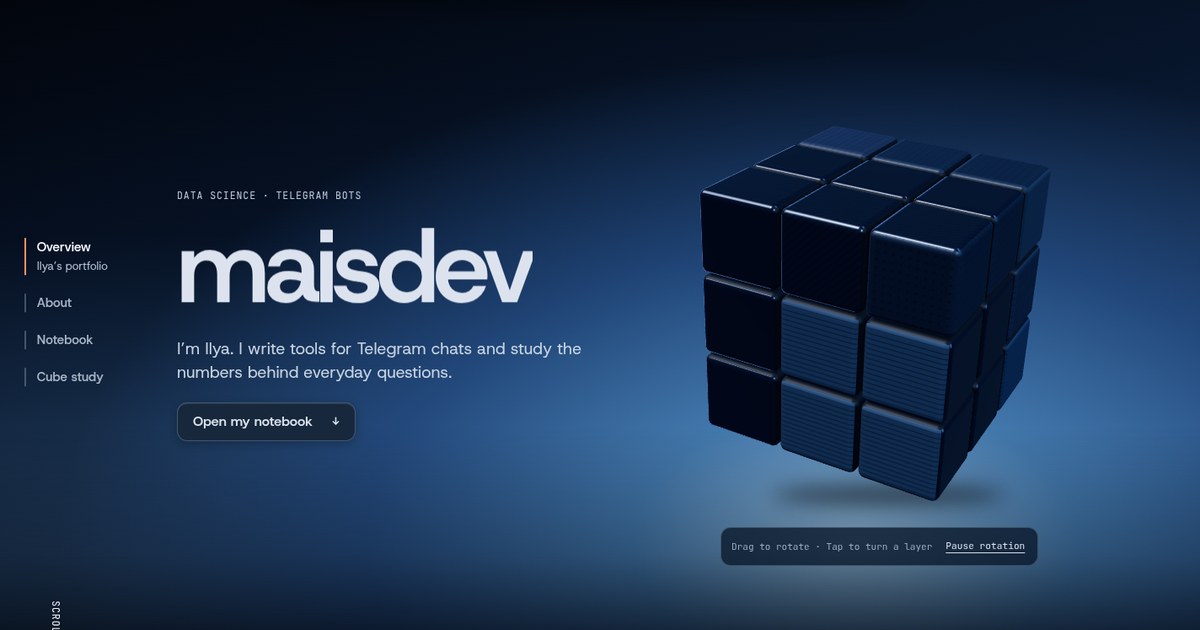 DATA SCIENCE · TELEGRAM BOTS
maisdev
I’m Ilya. I write tools for Telegram chats and study the
numbers behind everyday questions.
Open my notebook ↓
Overview
Ilya’s portfolio
About
Notebook
Cube study
Drag to rotate · Tap to turn a layer Pause rotation